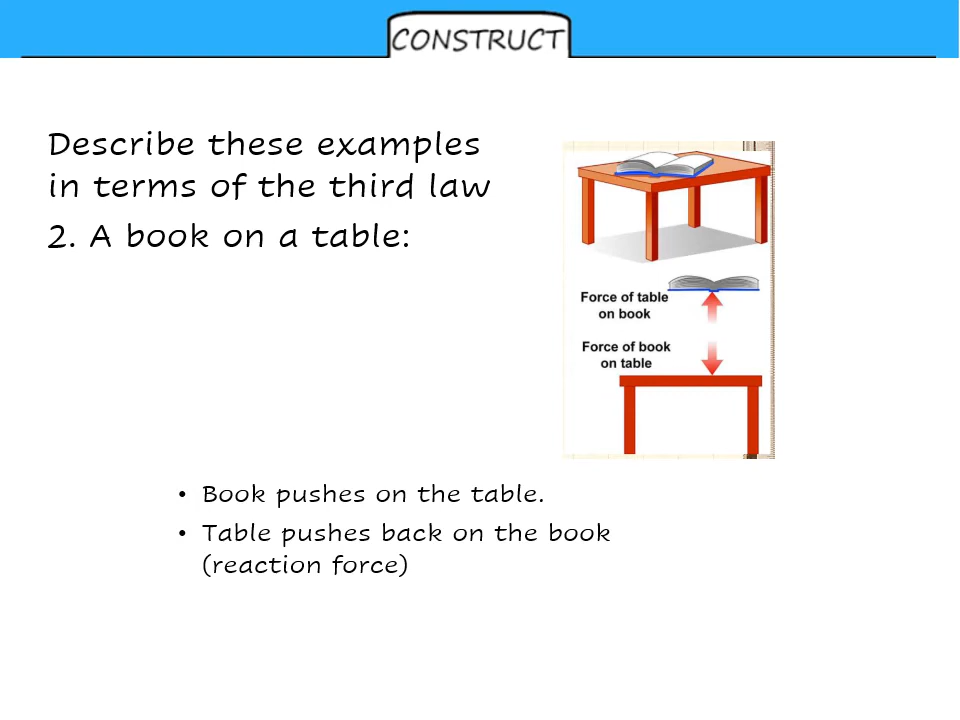 CONSTRUCT
Describe these examples
in terms of the third law
2. A book on a table:
Force of table
on book
Force of book
on table
• Book pushes on the table.
• Table pushes back on the book
(reaction force)